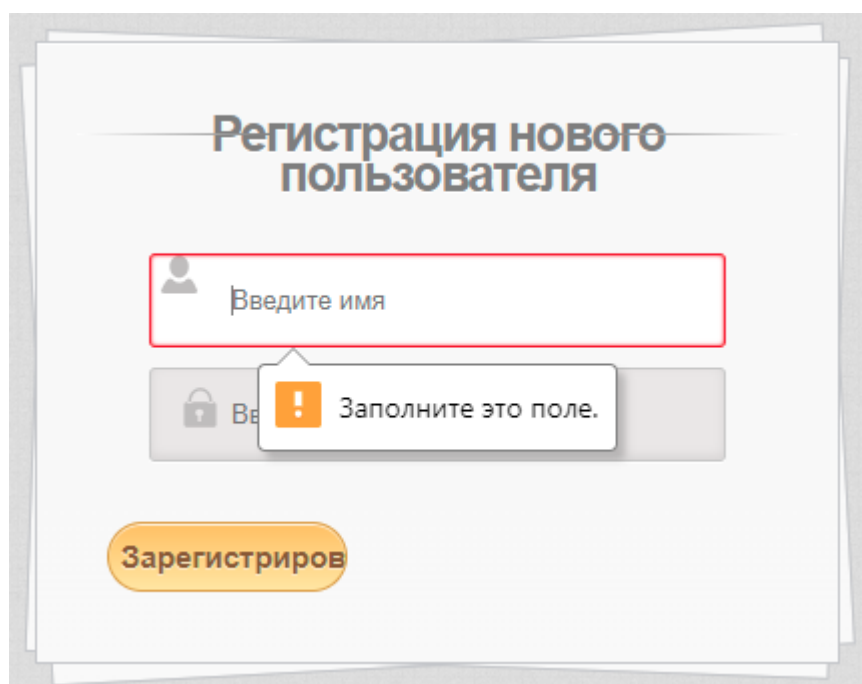 Регистрация нового
пользователя
Введите имя
Заполните это поле.
Зарегистриров